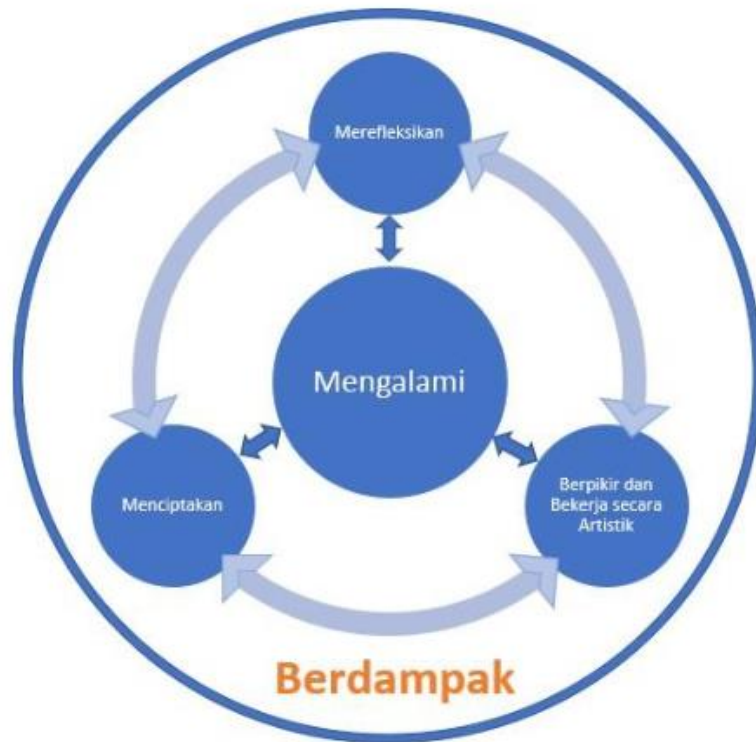 Merefleksikan
Mengalami
Menciptakan
Berpikir dan
Bekerja secara
Artistik
Berdampak